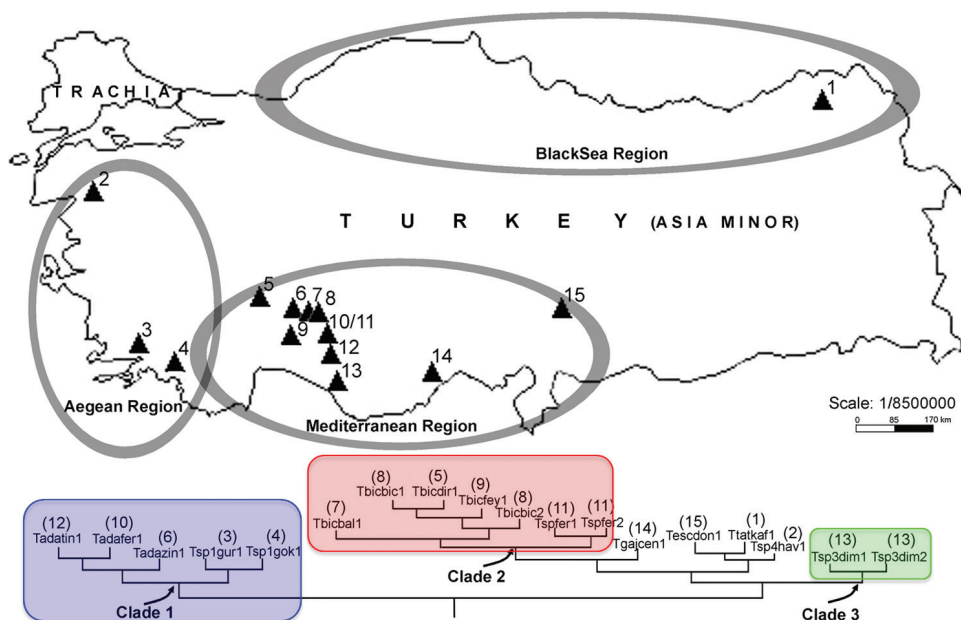 TRACHIA
1
BlackSea Region
2
TURKEY (ASIA MINOR)
5
6 7 8
15
9
10/11
3
12
4
13
14
Aegean Region
Mediterranean Region
Scale: 1/8500000
0 85 170 km
(8) (5)
Tbicbic1 Tbicdir1 (9)
(7) Tbicfey1 (8)
Tbicbal1 Tbicbic2 (11) (11)
Tspfer1 Tspfer2
(12) (10)
Tadatin1 Tadafer1 (6) (3) (4)
Tadazin1 Tsp1gur1 Tsp1gok1
(14)
Tgajcen1
(15) (1)
Tescdon1 Ttatkaf1 (2)
Tsp4hav1
(13) (13)
Tsp3dim1 Tsp3dim2
Clade 2
Clade 1
Clade 3